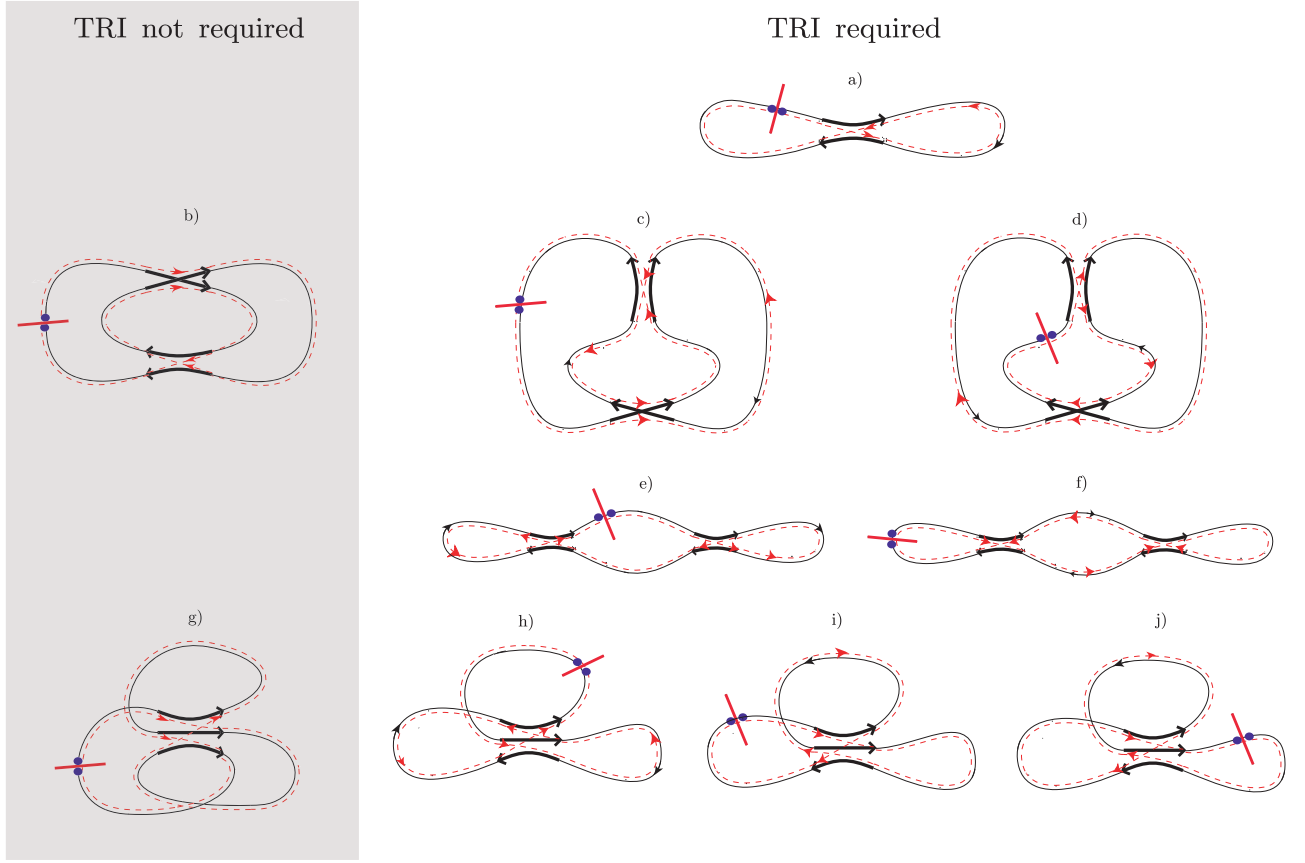 TRI not required
TRI required
a)
b)
c)
d)
e)
f)
g)
h)
i)
j)